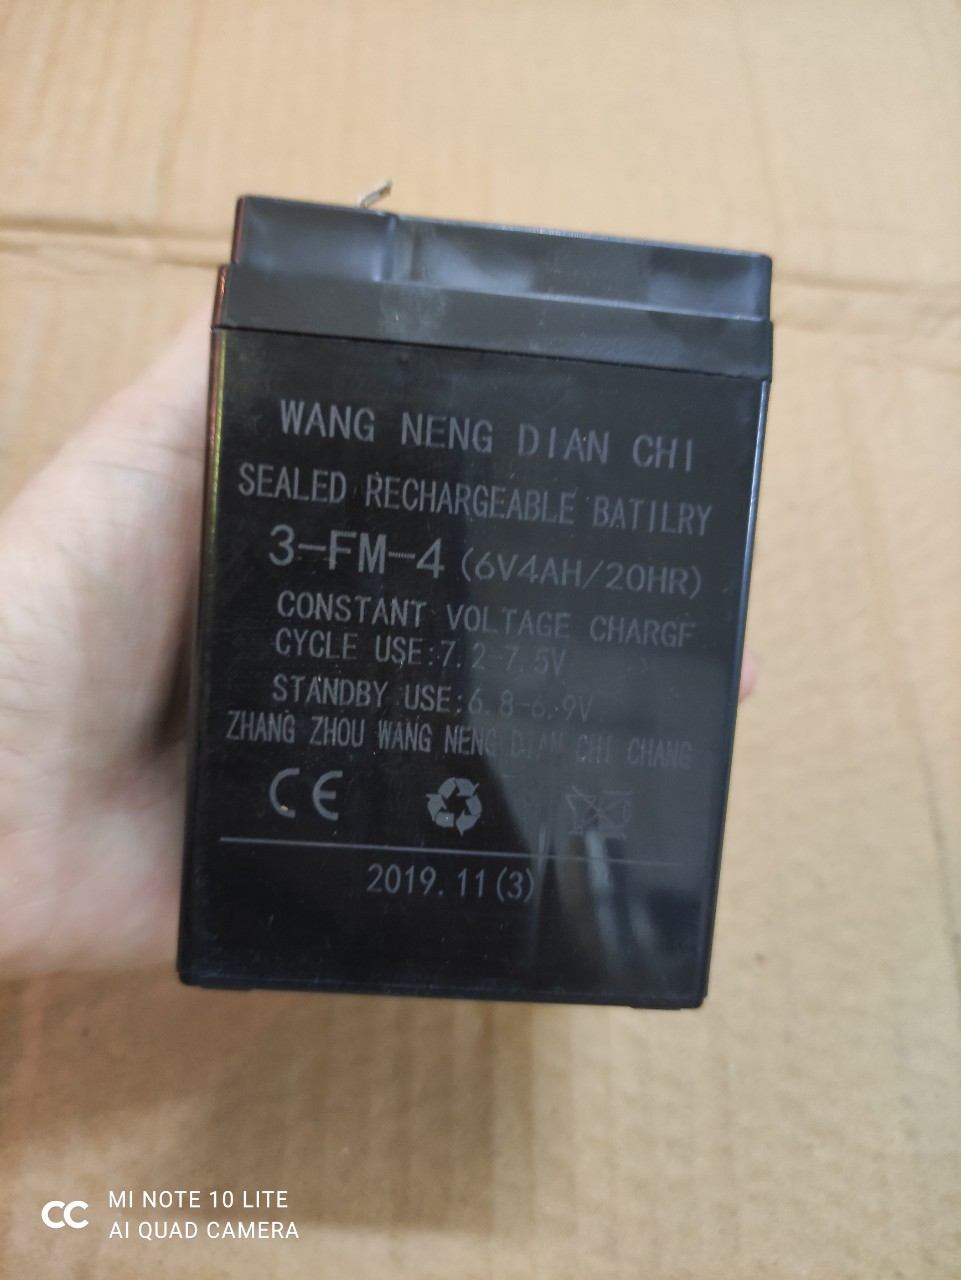 WANG NENG DIAN CHI
SEALED RECHARGEABLE BATILRY
3-FM-4 (6V4AH/20HR)
CONSTANT VOLTAGE CHARGF
CYCLE USE:7.2-7.5V
STANDBY USE:6.8-6.9V
ZHANG ZHOU WANG NENG DIAN CHI CHANG
CE
2019.11(3)
MI NOTE 10 LITE
AI QUAD CAMERA